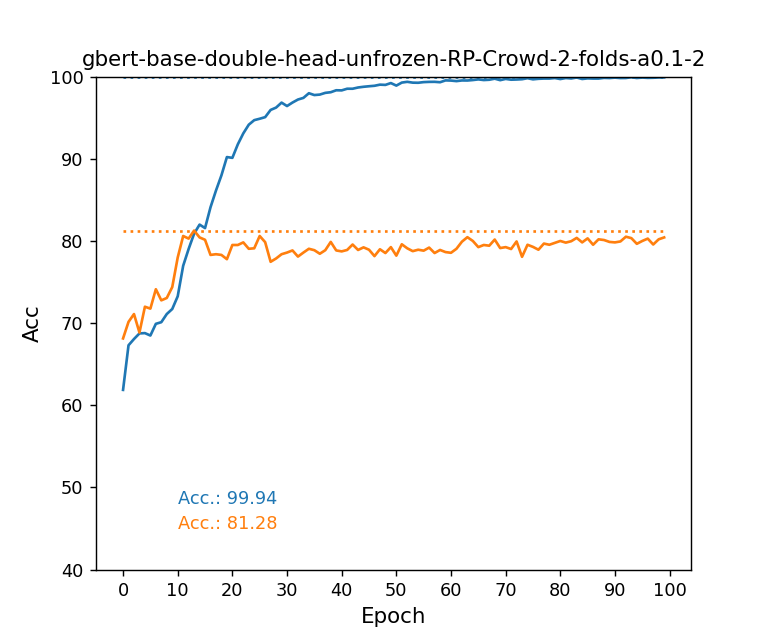 gbert-base-double-head-unfrozen-RP-Crowd-2-folds-a0.1-2
100
90
80
70
60
50
40
Acc
Acc.: 99.94
Acc.: 81.28
0 10 20 30 40 50 60 70 80 90 100
Epoch